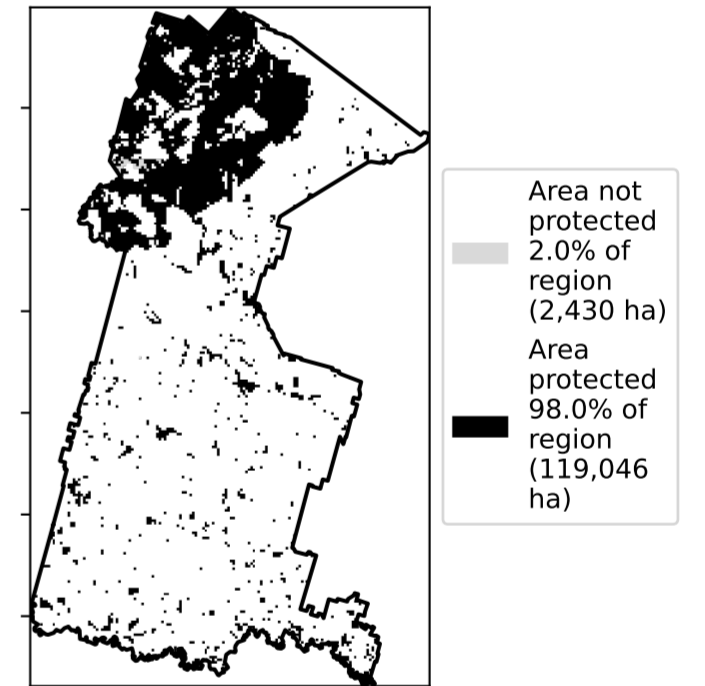 Area not
protected
2.0% of
region
(2,430 ha)
Area
protected
98.0% of
region
(119,046
ha)